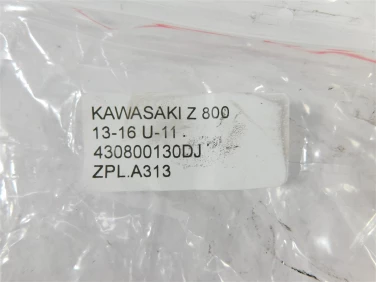 KAWASAKI Z 800
13-16 U-11 .
430800130DJ
ZPL.A313